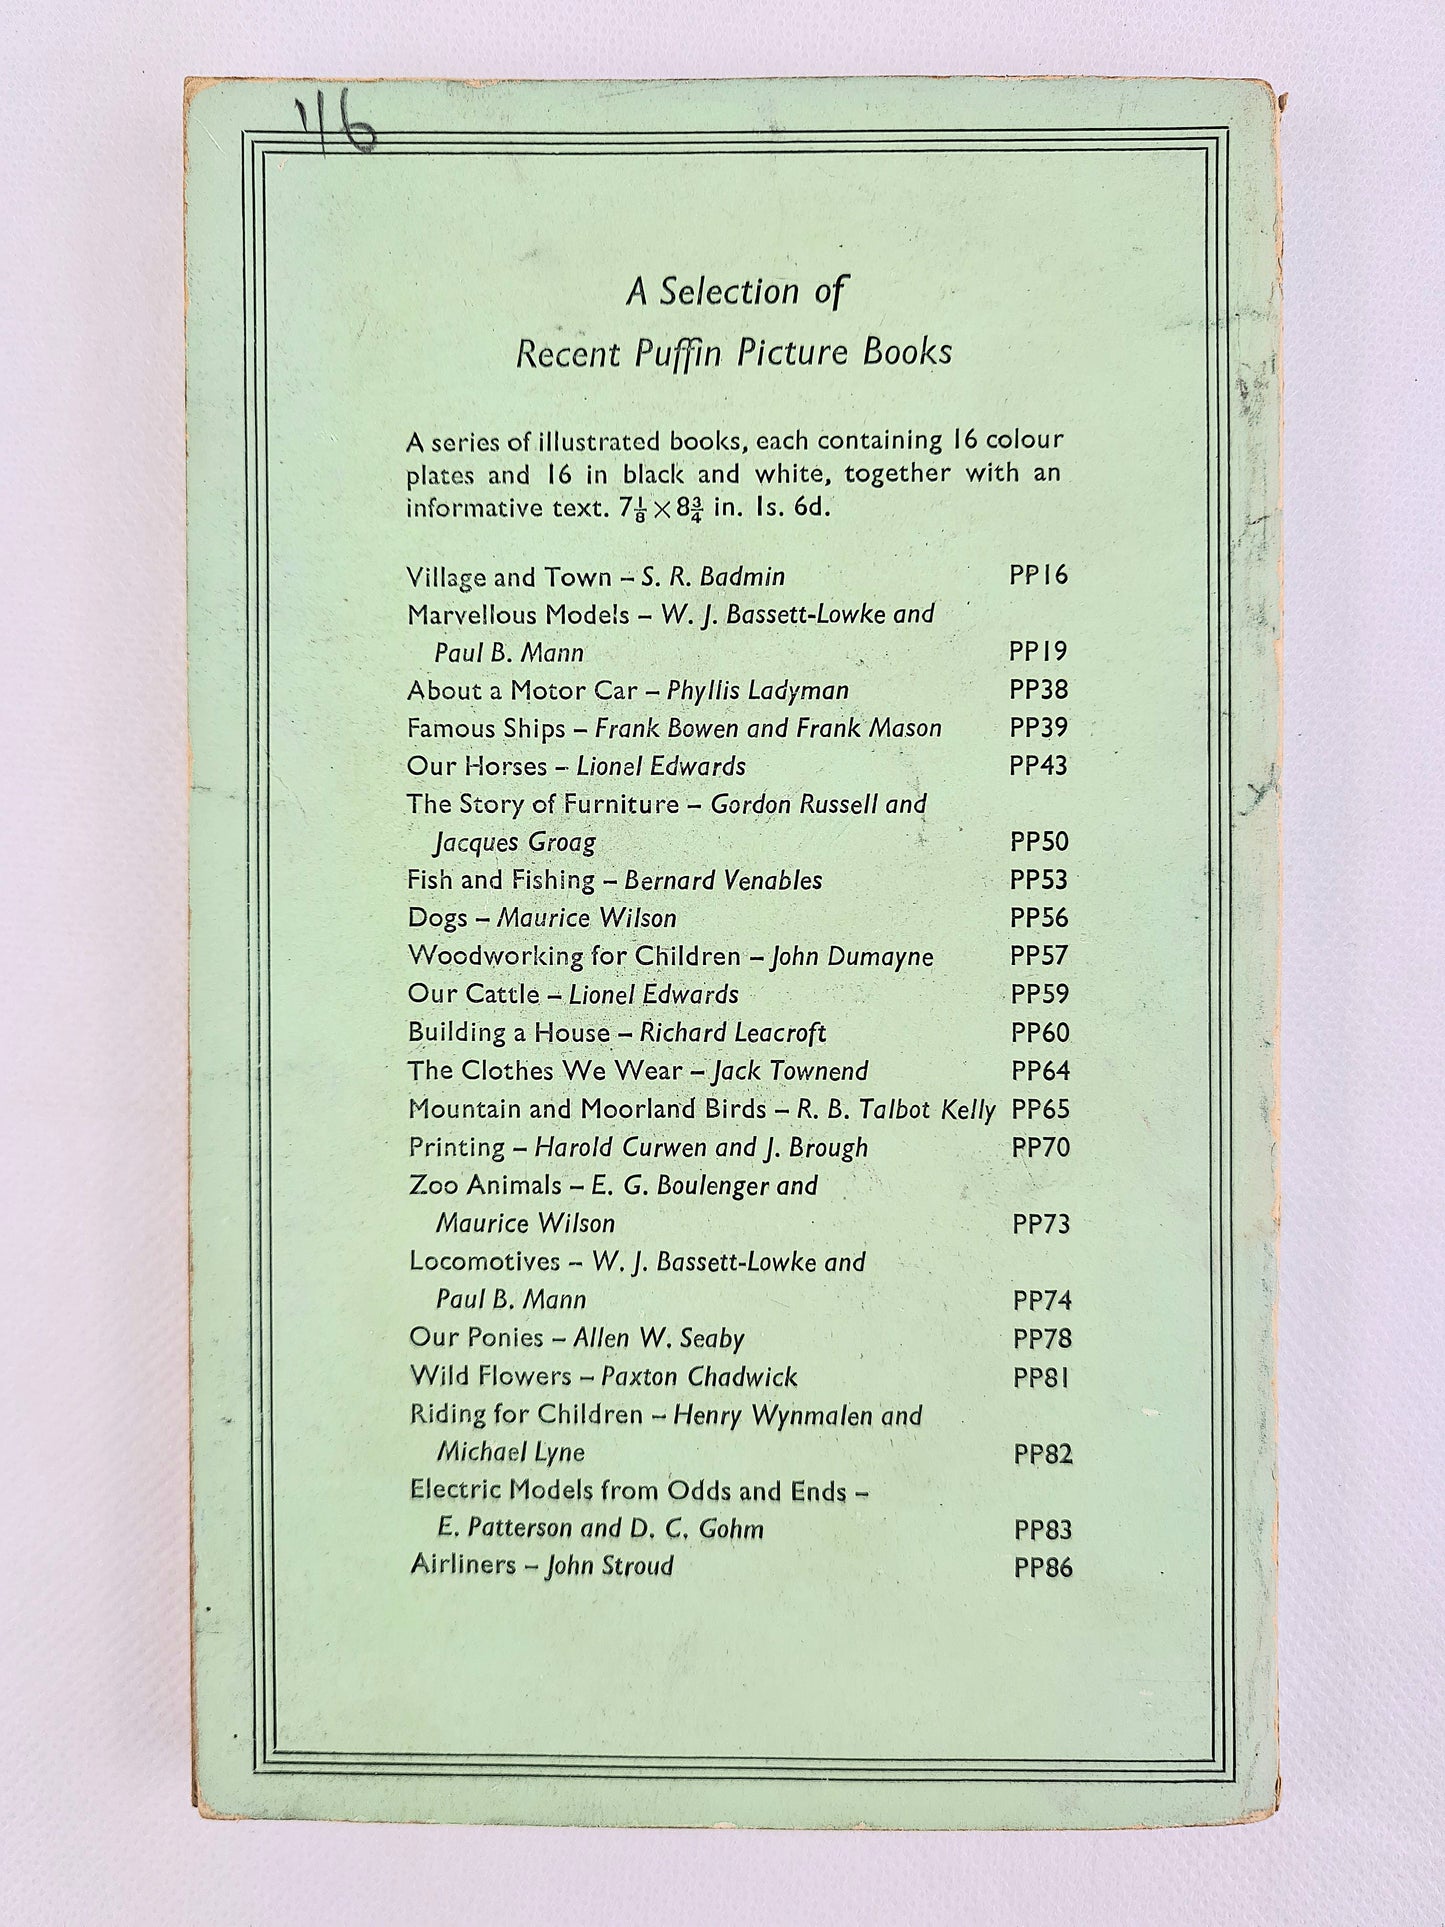 1/6
A Selection of
Recent Puffin Picture Books
A series of illustrated books, each containing 16 colour
plates and 16 in black and white, together with an
informative text. 7⅛ × 8¾ in. 1s. 6d.
Village and Town – S. R. Badmin PP16
Marvellous Models – W. J. Bassett-Lowke and
Paul B. Mann PP19
About a Motor Car – Phyllis Ladyman PP38
Famous Ships – Frank Bowen and Frank Mason PP39
Our Horses – Lionel Edwards PP43
The Story of Furniture – Gordon Russell and
Jacques Groag PP50
Fish and Fishing – Bernard Venables PP53
Dogs – Maurice Wilson PP56
Woodworking for Children – John Dumayne PP57
Our Cattle – Lionel Edwards PP59
Building a House – Richard Leacroft PP60
The Clothes We Wear – Jack Townend PP64
Mountain and Moorland Birds – R. B. Talbot Kelly PP65
Printing – Harold Curwen and J. Brough PP70
Zoo Animals – E. G. Boulenger and
Maurice Wilson PP73
Locomotives – W. J. Bassett-Lowke and
Paul B. Mann PP74
Our Ponies – Allen W. Seaby PP78
Wild Flowers – Paxton Chadwick PP81
Riding for Children – Henry Wynmalen and
Michael Lyne PP82
Electric Models from Odds and Ends –
E. Patterson and D. C. Gohm PP83
Airliners – John Stroud PP86